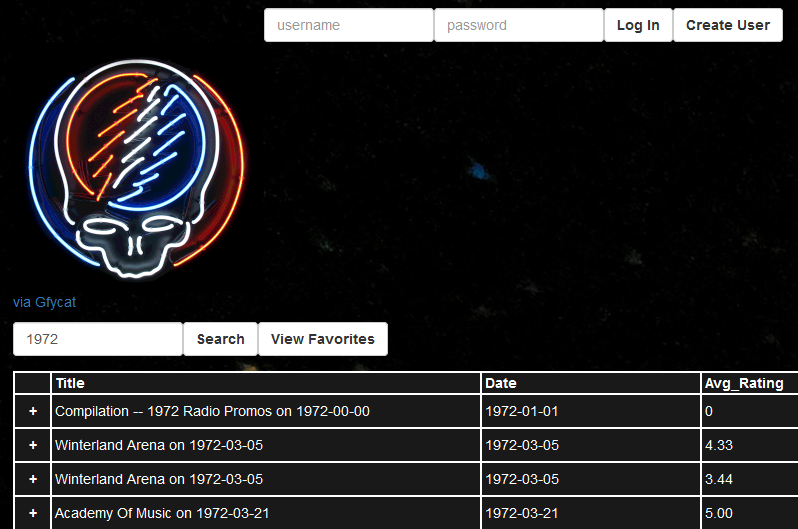 username password Log In Create User
via Gfycat
1972 Search View Favorites
Title Date Avg_Rating
+ Compilation -- 1972 Radio Promos on 1972-00-00 1972-01-01 0
+ Winterland Arena on 1972-03-05 1972-03-05 4.33
+ Winterland Arena on 1972-03-05 1972-03-05 3.44
+ Academy Of Music on 1972-03-21 1972-03-21 5.00